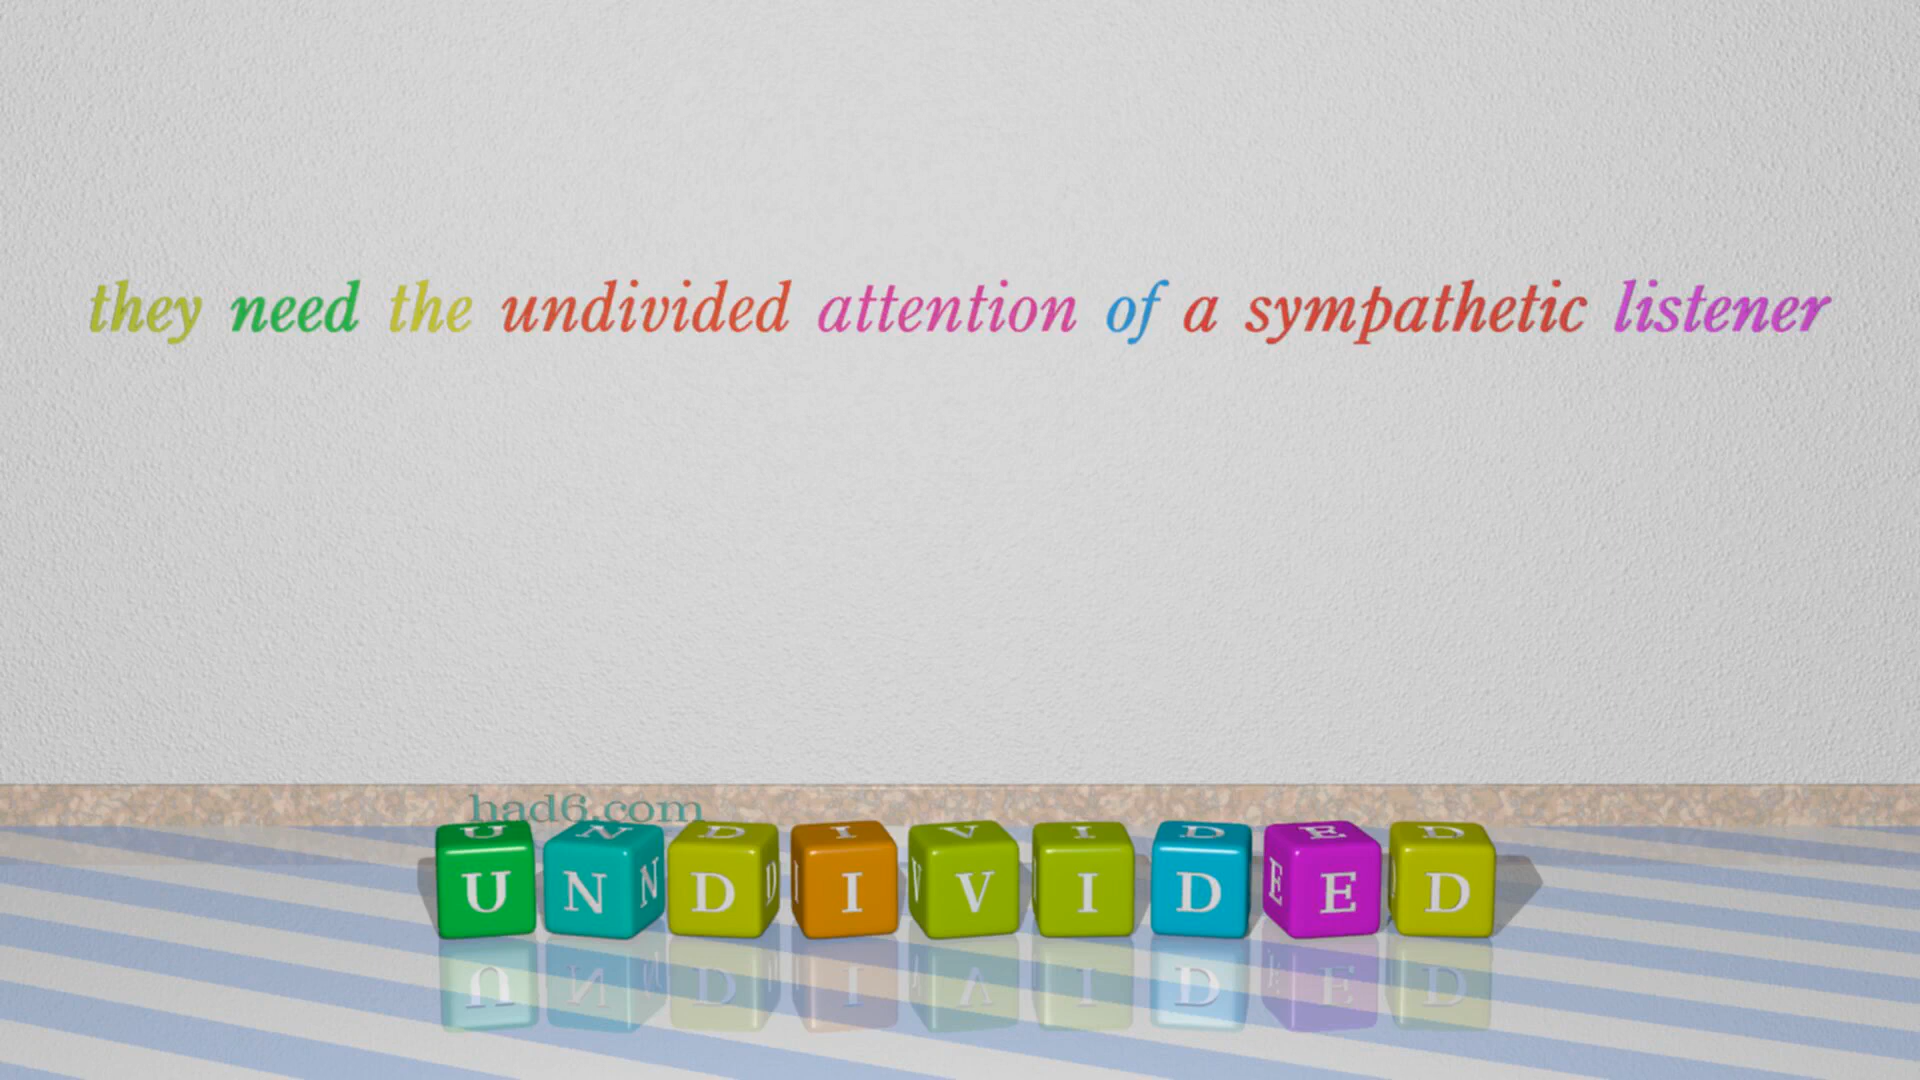 they need the undivided attention of a sympathetic listener
had6.com
UNDIVIDED